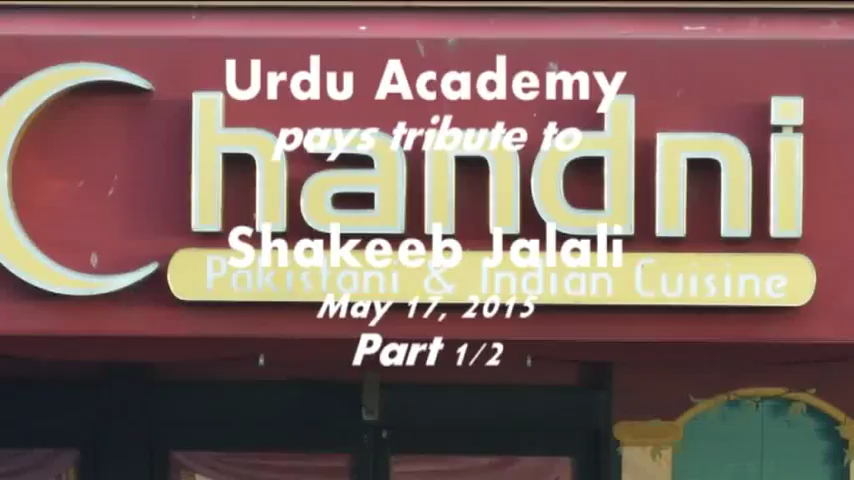 Urdu Academy
pays tribute to
Chandni
Shakeeb Jalali
Pakistani & Indian Cuisine
May 17, 2015
Part 1/2